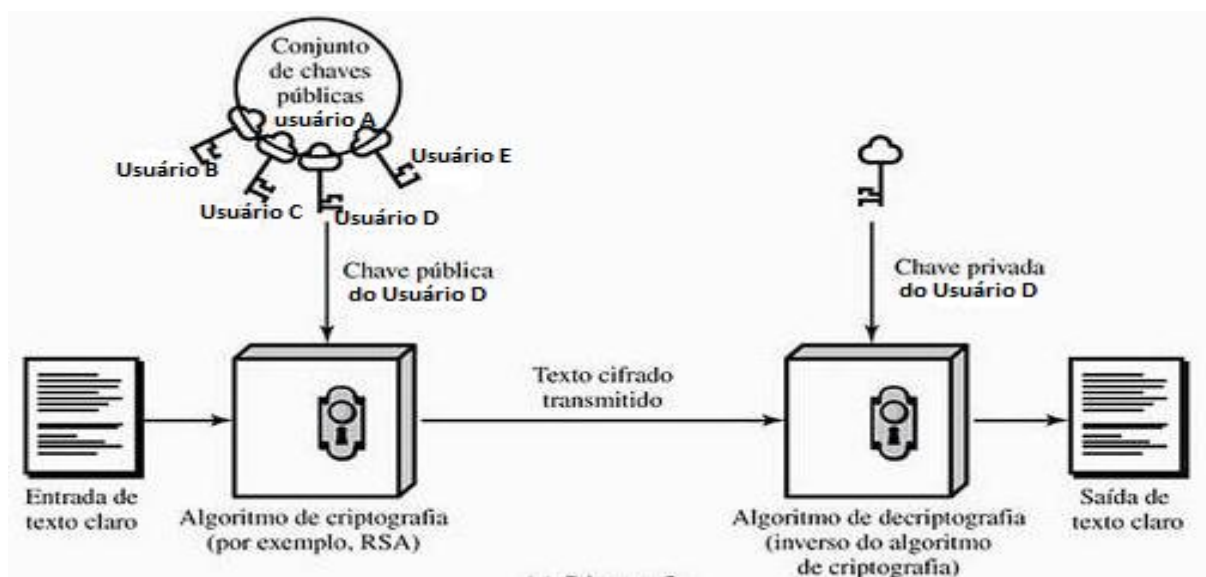 Conjunto
de chaves
públicas
usuário A
Usuário B
Usuário E
Usuário C
Usuário D
Chave pública
do Usuário D
Chave privada
do Usuário D
Texto cifrado
transmitido
Entrada de
texto claro
Algoritmo de criptografia
(por exemplo, RSA)
Algoritmo de decriptografia
(inverso do algoritmo
de criptografia)
Saída de
texto claro